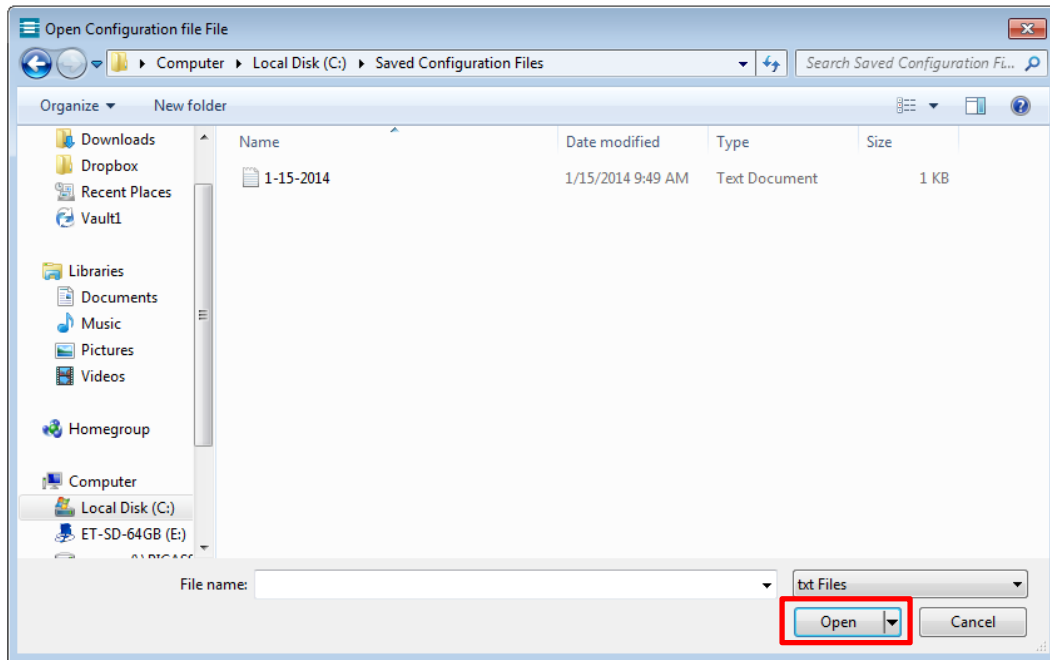 Open Configuration file File
Computer Local Disk (C:) Saved Configuration Files
Search Saved Configuration Fi...
Organize New folder
Name Date modified Type Size
1-15-2014 1/15/2014 9:49 AM Text Document 1 KB
Downloads
Dropbox
Recent Places
Vault1
Libraries
Documents
Music
Pictures
Videos
Homegroup
Computer
Local Disk (C:)
ET-SD-64GB (E:)
File name:
txt Files
Open Cancel